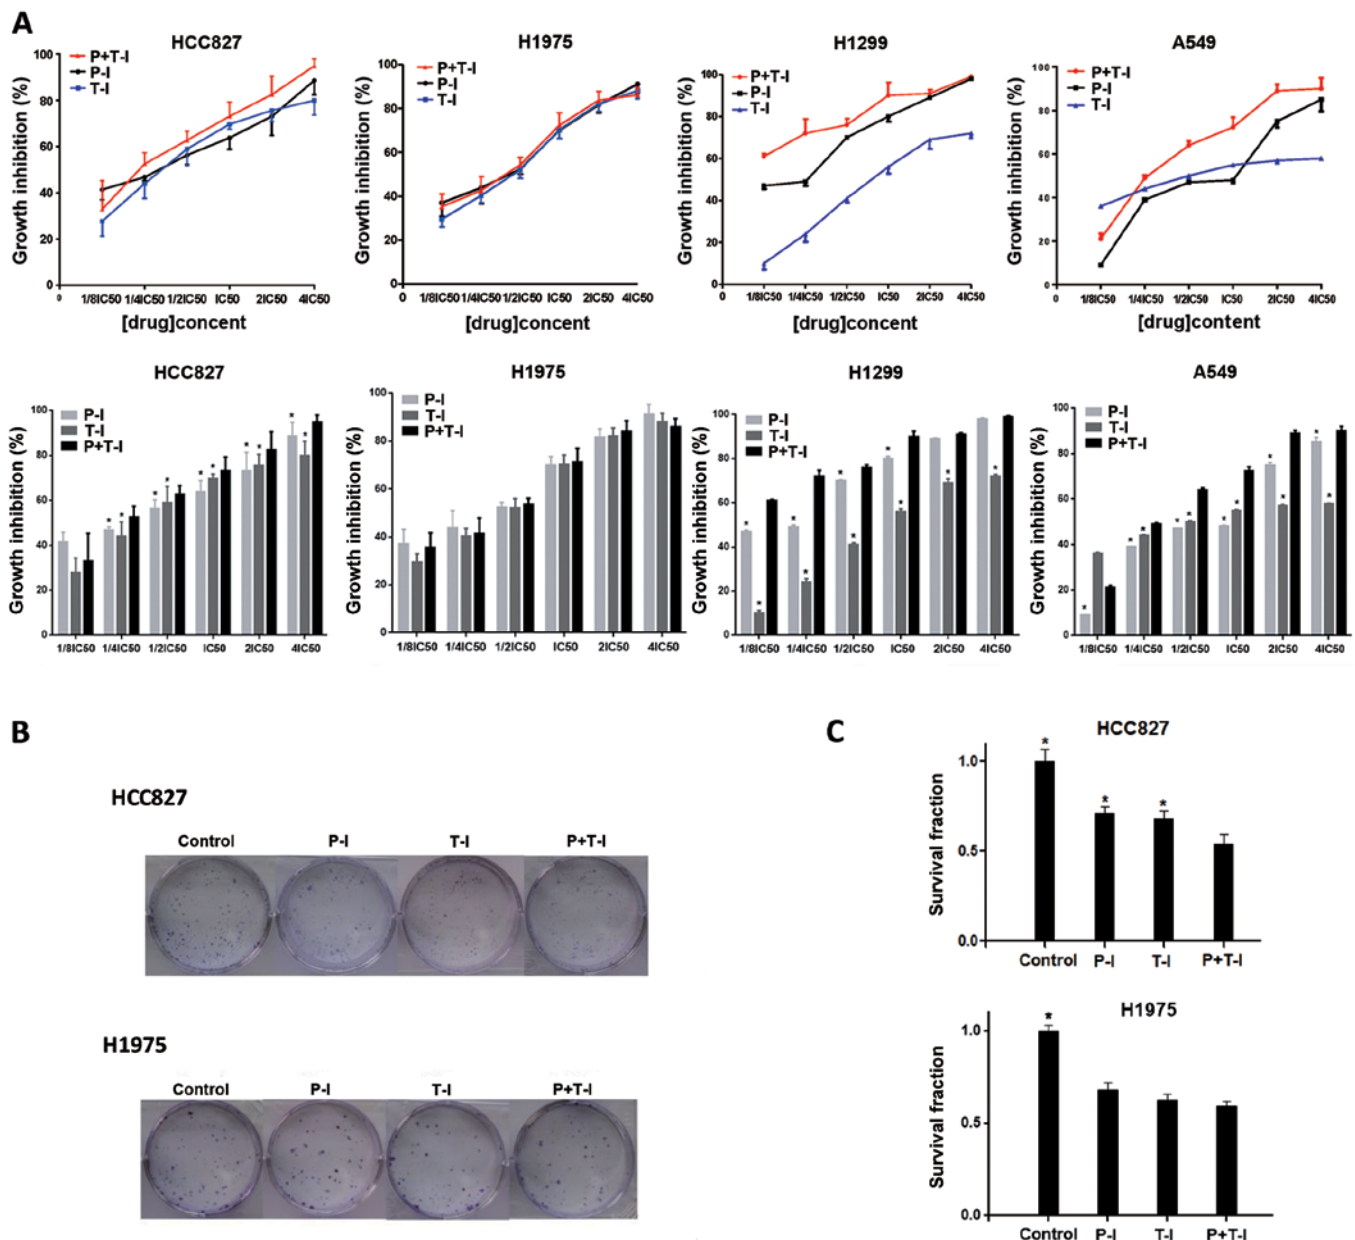 A
HCC827
P+T-I
P-I
T-I
Growth inhibition (%)
100
80
60
40
20
0
0 1/8IC50 1/4IC50 1/2IC50 IC50 2IC50 4IC50
[drug]concent
H1975
P+T-I
P-I
T-I
Growth inhibition (%)
100
80
60
40
20
0
0 1/8IC50 1/4IC50 1/2IC50 IC50 2IC50 4IC50
[drug]concent
H1299
P+T-I
P-I
T-I
Growth inhibition (%)
100
80
60
40
20
0
0 1/8IC50 1/4IC50 1/2IC50 IC50 2IC50 4IC50
[drug]concent
A549
P+T-I
P-I
T-I
Growth inhibition (%)
100
80
60
40
20
0
0 1/8IC50 1/4IC50 1/2IC50 IC50 2IC50 4IC50
[drug]content
HCC827
P-I
T-I
P+T-I
Growth inhibition (%)
100
80
60
40
20
0
* * * * * * * * * *
1/8IC50 1/4IC50 1/2IC50 IC50 2IC50 4IC50
H1975
P-I
T-I
P+T-I
Growth inhibition (%)
100
80
60
40
20
0
1/8IC50 1/4IC50 1/2IC50 IC50 2IC50 4IC50
H1299
P-I
T-I
P+T-I
Growth inhibition (%)
100
80
60
40
20
0
* * * * * * * * * *
1/8IC50 1/4IC50 1/2IC50 IC50 2IC50 4IC50
A549
P-I
T-I
P+T-I
Growth inhibition (%)
100
80
60
40
20
0
* * * * * * * * * * *
1/8IC50 1/4IC50 1/2IC50 IC50 2IC50 4IC50
B
HCC827
Control P-I T-I P+T-I
H1975
Control P-I T-I P+T-I
C
HCC827
Survival fraction
1.0
0.5
0.0
* * *
Control P-I T-I P+T-I
H1975
Survival fraction
1.0
0.5
0.0
*
Control P-I T-I P+T-I